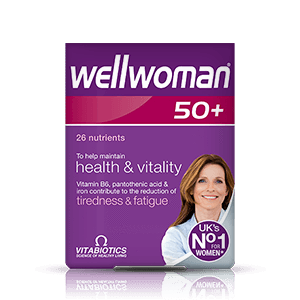 wellwoman®
50+
26 nutrients
To help maintain
health & vitality
Vitamin B6, pantothenic acid &
iron contribute to the reduction of
tiredness & fatigue
UK's
No1
FOR
WOMEN
VITABIOTICS
SCIENCE OF HEALTHY LIVING